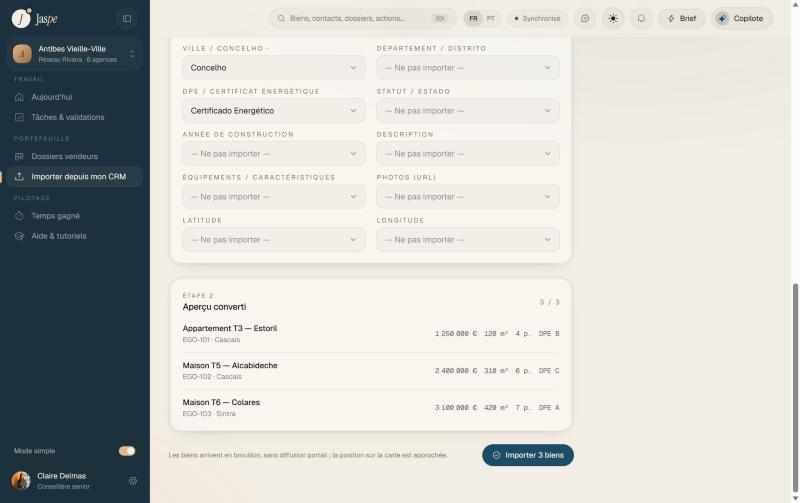 Jaspe
Biens, contacts, dossiers, actions…
FR PT
Synchronisé
Brief
Copilote
A
Antibes Vieille-Ville
Réseau Riviera · 6 agences
TRAVAIL
Aujourd'hui
Tâches & validations
PORTEFEUILLE
Dossiers vendeurs
Importer depuis mon CRM
PILOTAGE
Temps gagné
Aide & tutoriels
Mode simple
Claire Delmas
Conseillère senior
VILLE / CONCELHO · DÉPARTEMENT / DISTRITO
Concelho — Ne pas importer —
DPE / CERTIFICAT ÉNERGÉTIQUE STATUT / ESTADO
Certificado Energético — Ne pas importer —
ANNÉE DE CONSTRUCTION DESCRIPTION
— Ne pas importer — — Ne pas importer —
ÉQUIPEMENTS / CARACTÉRISTIQUES PHOTOS (URL)
— Ne pas importer — — Ne pas importer —
LATITUDE LONGITUDE
— Ne pas importer — — Ne pas importer —
ÉTAPE 2
Aperçu converti 3 / 3
Appartement T3 — Estoril
EGO-101 · Cascais
1 250 000 € 120 m² 4 p. DPE B
Maison T5 — Alcabideche
EGO-102 · Cascais
2 400 000 € 310 m² 6 p. DPE C
Maison T6 — Colares
EGO-103 · Sintra
3 100 000 € 420 m² 7 p. DPE A
Les biens arrivent en brouillon, sans diffusion portail ; la position sur la carte est approchée.
Importer 3 biens